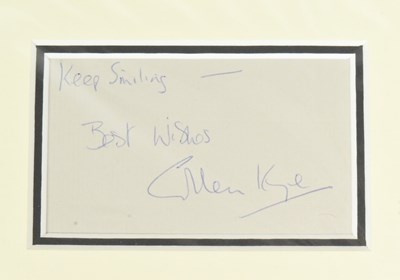 Keep Smiling —
Best Wishes